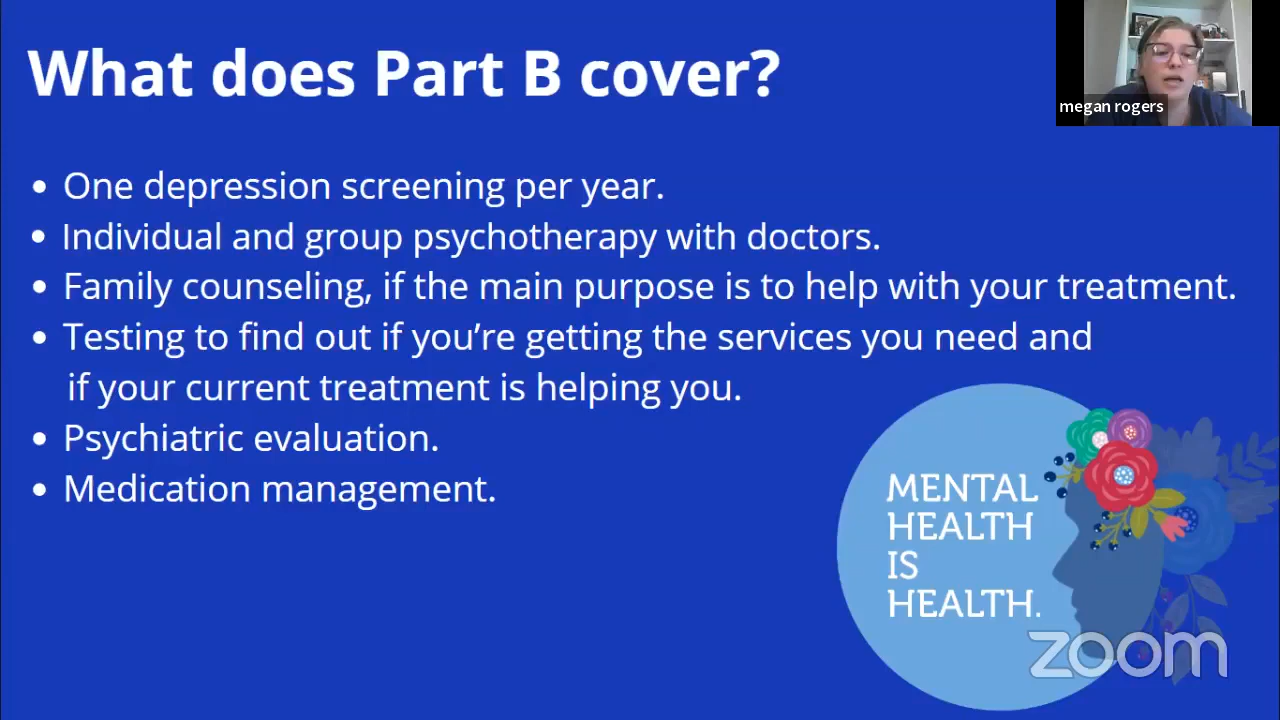 What does Part B cover?
megan rogers
• One depression screening per year.
• Individual and group psychotherapy with doctors.
• Family counseling, if the main purpose is to help with your treatment.
• Testing to find out if you’re getting the services you need and
if your current treatment is helping you.
• Psychiatric evaluation.
• Medication management.
MENTAL
HEALTH
IS
HEALTH.
zoom